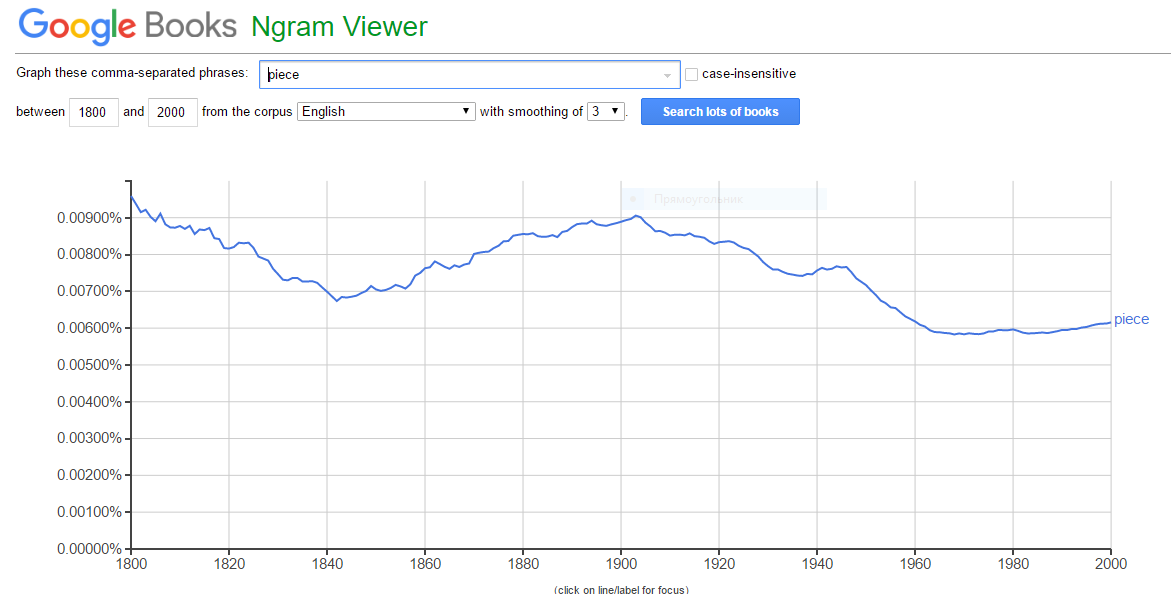 Google Books Ngram Viewer
Graph these comma-separated phrases: piece case-insensitive
between 1800 and 2000 from the corpus English with smoothing of 3 . Search lots of books
Прямоугольник
0.00900%
0.00800%
0.00700%
0.00600%
piece
0.00500%
0.00400%
0.00300%
0.00200%
0.00100%
0.00000%
1800 1820 1840 1860 1880 1900 1920 1940 1960 1980 2000
(click on line/label for focus)